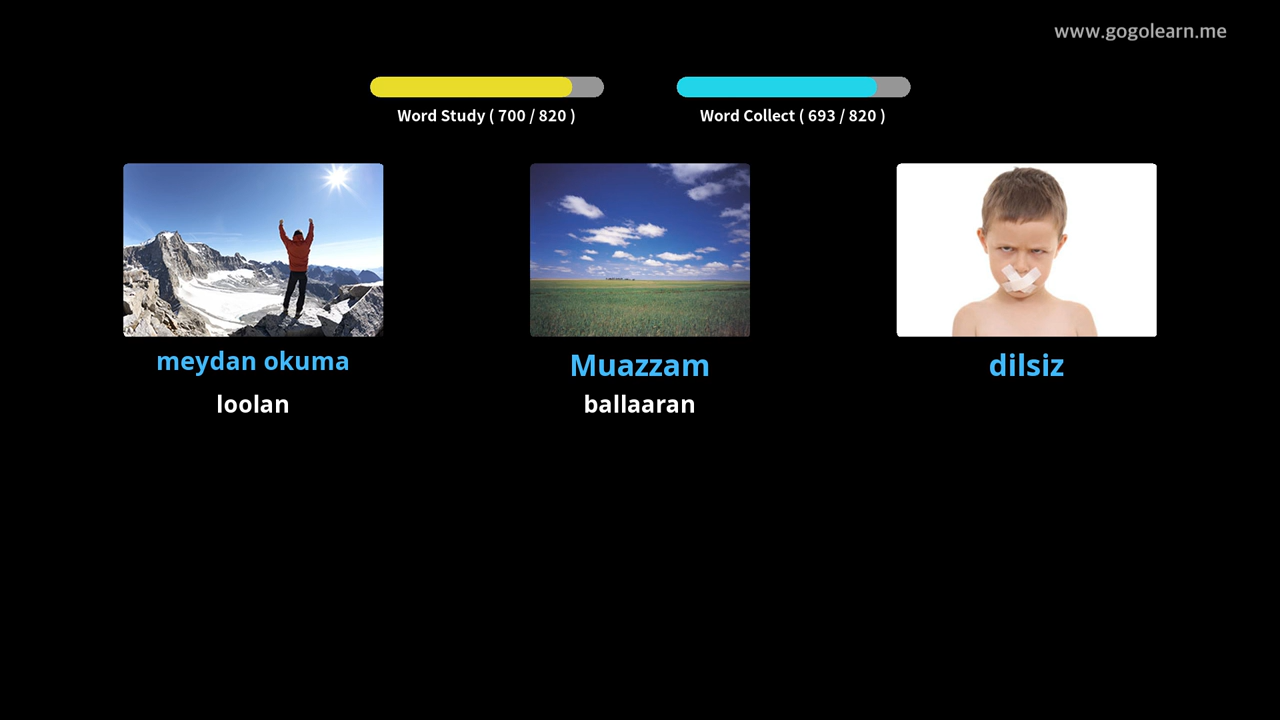 www.gogolearn.me
Word Study ( 700 / 820 )
Word Collect ( 693 / 820 )
meydan okuma
Muazzam
dilsiz
loolan
ballaaran